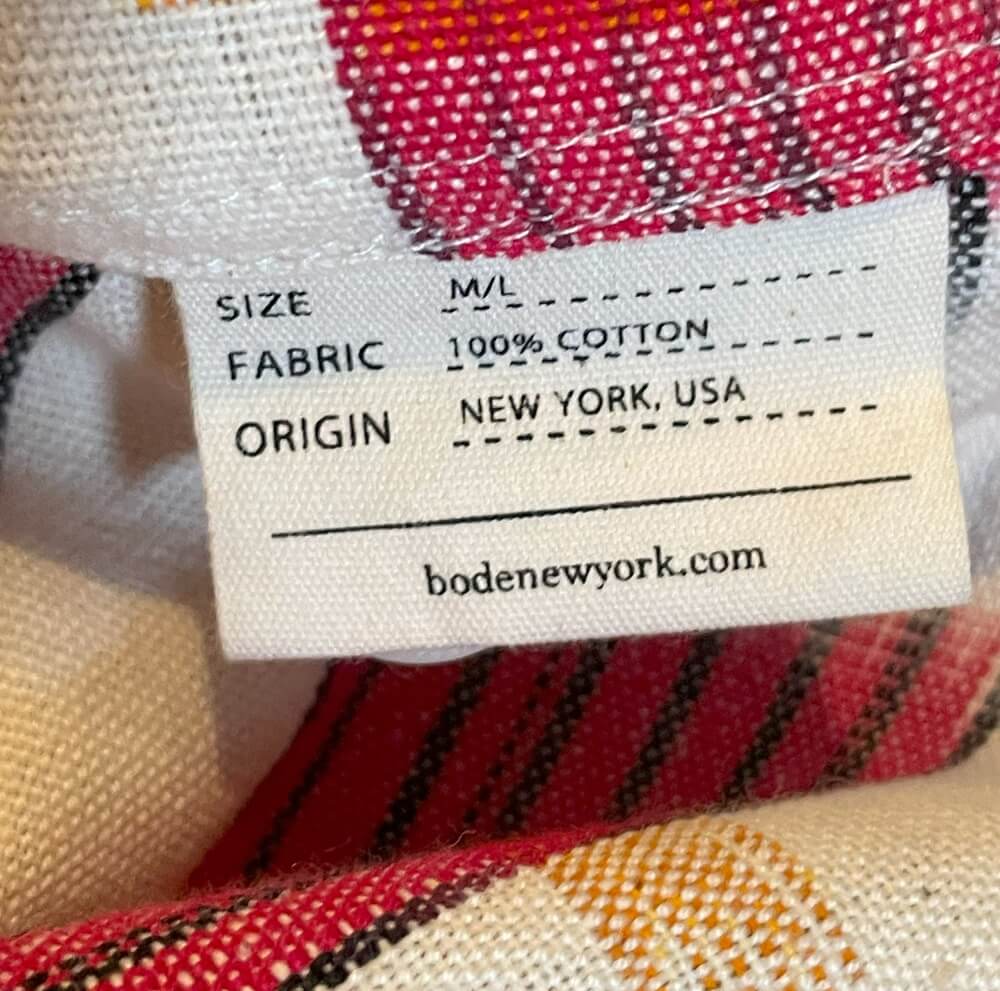 SIZE M/L
FABRIC 100% COTTON
ORIGIN NEW YORK, USA
bodenewyork.com